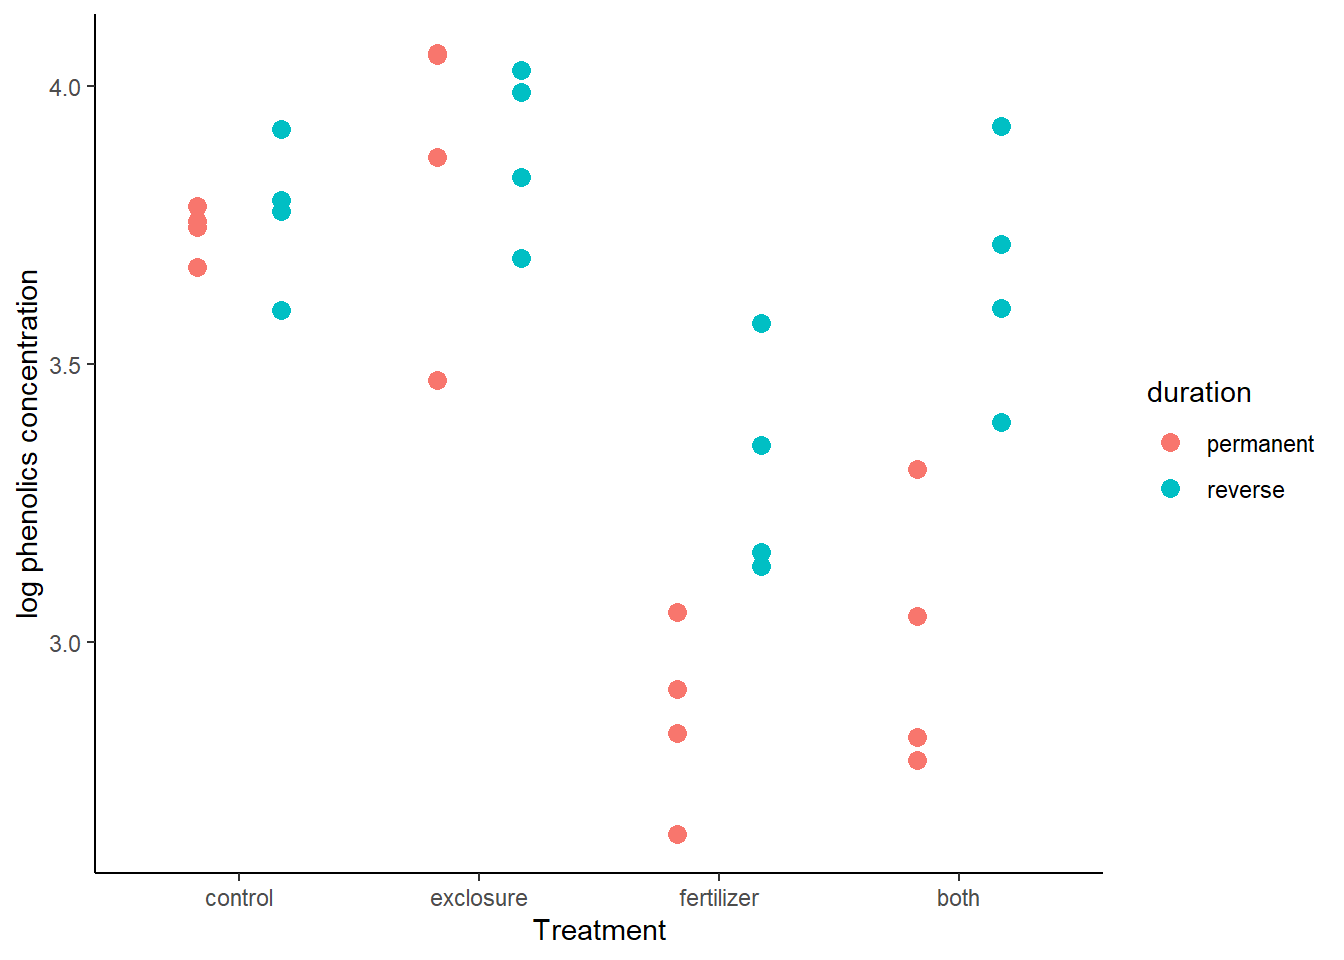 4.0
3.5
3.0
log phenolics concentration
control
exclosure
fertilizer
both
Treatment
duration
permanent
reverse